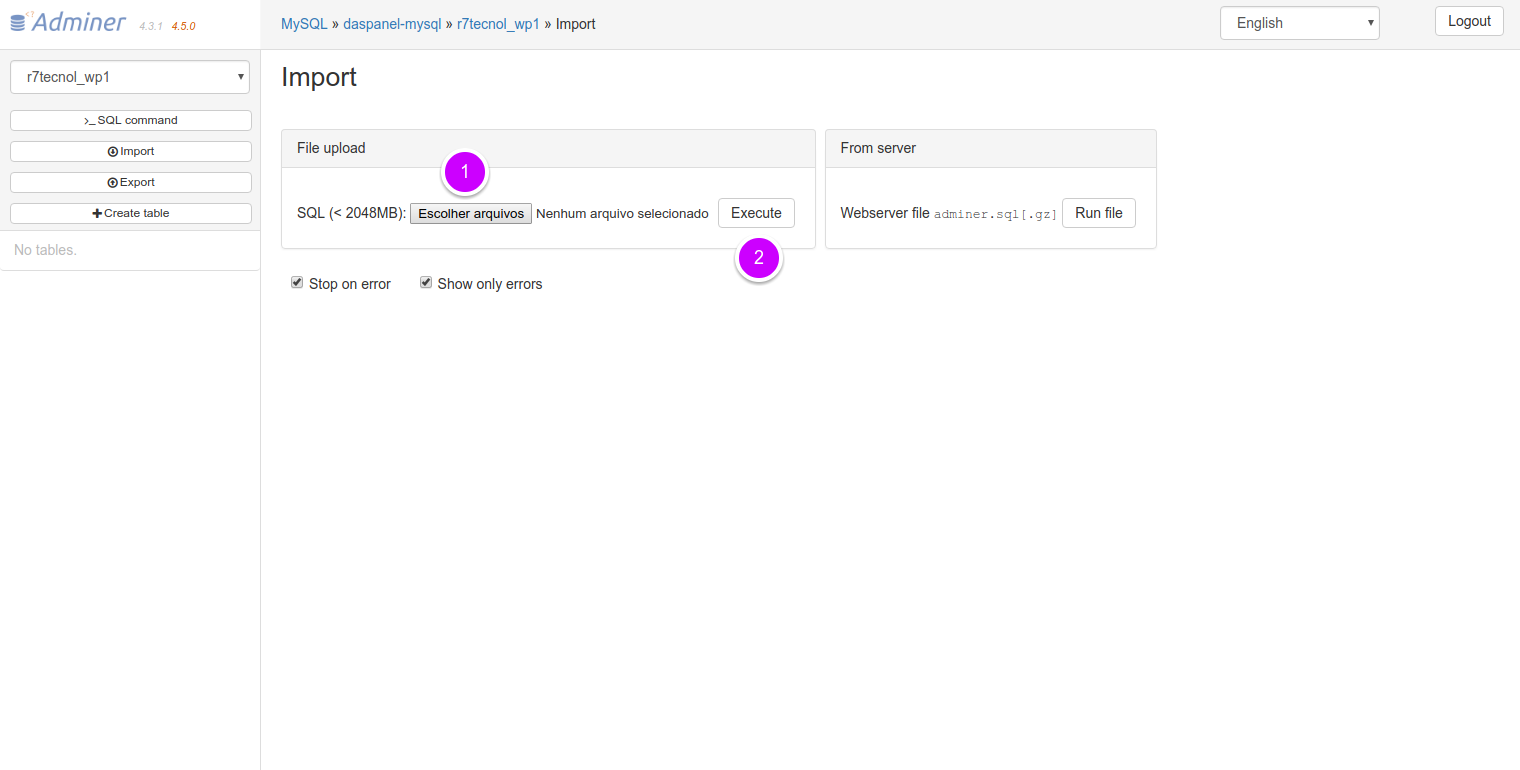 Adminer 4.3.1 4.5.0
MySQL » daspanel-mysql » r7tecnol_wp1 » Import
English
Logout
r7tecnol_wp1
SQL command
Import
Export
Create table
No tables.
Import
File upload
1
SQL (< 2048MB): Escolher arquivos Nenhum arquivo selecionado Execute
2
Stop on error Show only errors
From server
Webserver file adminer.sql[.gz] Run file